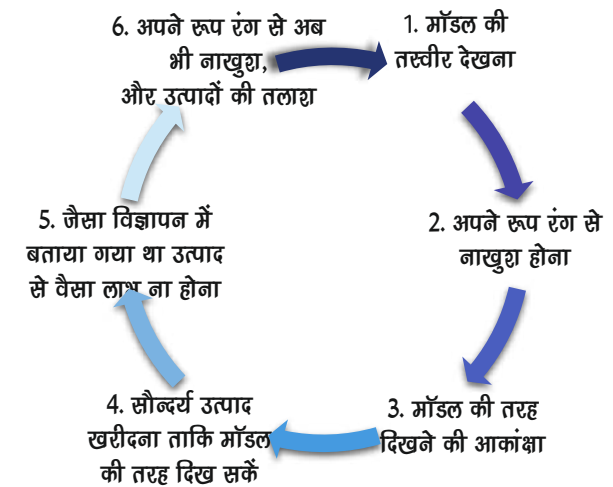 1. मॉडल की
तस्वीर देखना
2. अपने रूप रंग से
नाखुश होना
3. मॉडल की तरह
दिखने की आकांक्षा
4. सौन्दर्य उत्पाद
खरीदना ताकि मॉडल
की तरह दिख सकें
5. जैसा विज्ञापन में
बताया गया था उत्पाद
से वैसा लाभ ना होना
6. अपने रूप रंग से अब
भी नाखुश,
और उत्पादों की तलाश